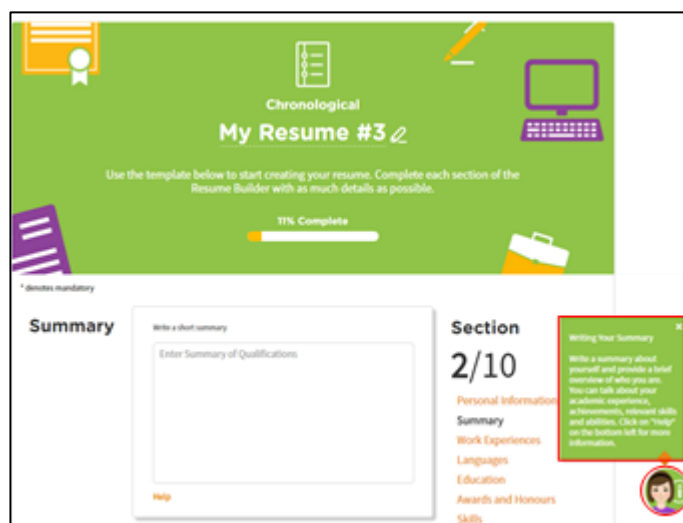 Chronological
My Resume #3
Use the template below to start creating your resume. Complete each section of the
Resume Builder with as much details as possible.
11% Complete
* denotes mandatory
Summary
Write a short summary
Enter Summary of Qualifications
Help
Section
2/10
Personal Information
Summary
Work Experiences
Languages
Education
Awards and Honours
Skills
Writing Your Summary
Write a summary about
yourself and provide a brief
overview of who you are.
You can talk about your
academic experience,
achievements, relevant skills
and abilities. Click on "Help"
on the bottom left for more
information.